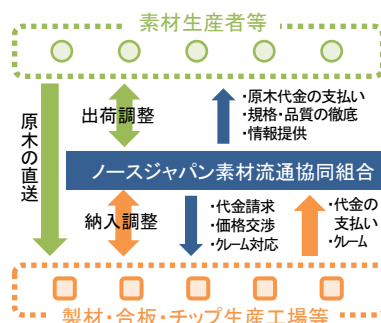 素材生産者等
原木の直送
出荷調整
・原木代金の支払い
・規格・品質の徹底
・情報提供
ノースジャパン素材流通協同組合
納入調整
・代金請求
・価格交渉
・クレーム対応
・代金の
支払い
・クレーム
製材・合板・チップ生産工場等